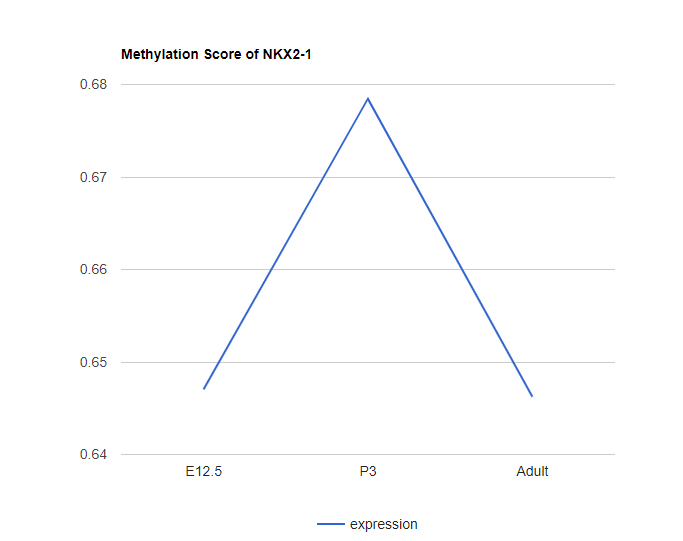 Methylation Score of NKX2-1
0.68
0.67
0.66
0.65
0.64
E12.5 P3 Adult
expression